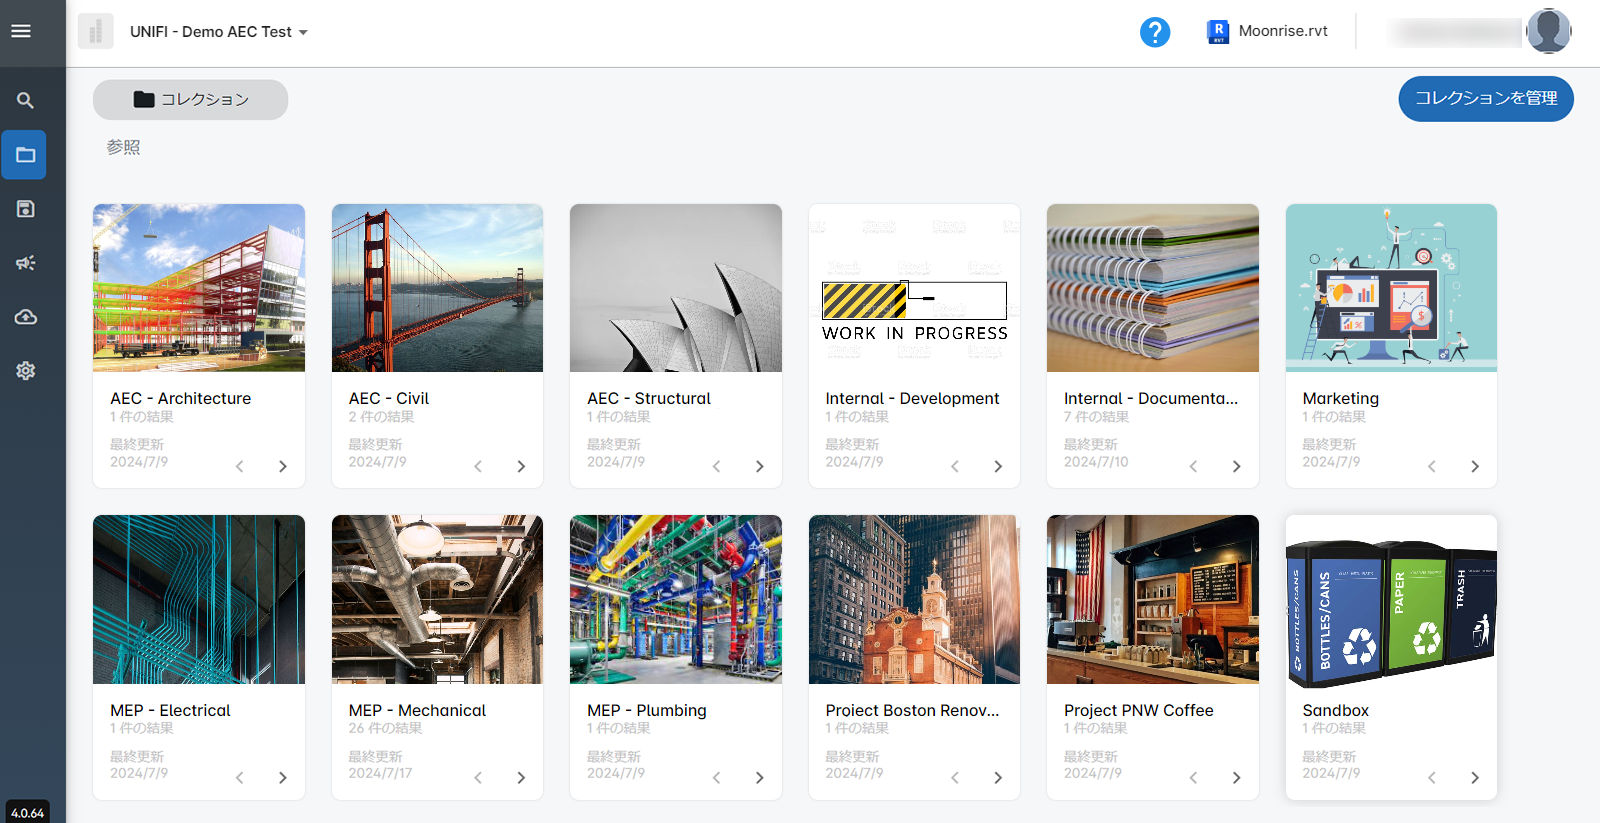 UNIFI - Demo AEC Test
?
R
RVT
Moonrise.rvt
コレクション
コレクションを管理
参照
WORK IN PROGRESS
AEC - Architecture
1 件の結果
最終更新
2024/7/9
AEC - Civil
2 件の結果
最終更新
2024/7/9
AEC - Structural
1 件の結果
最終更新
2024/7/9
Internal - Development
1 件の結果
最終更新
2024/7/9
Internal - Documenta...
7 件の結果
最終更新
2024/7/10
Marketing
1 件の結果
最終更新
2024/7/9
BOTTLES/CANS
BOTTLES/CANS
PAPER
TRASH
MEP - Electrical
1 件の結果
最終更新
2024/7/9
MEP - Mechanical
26 件の結果
最終更新
2024/7/17
MEP - Plumbing
1 件の結果
最終更新
2024/7/9
Project Boston Renov...
1 件の結果
最終更新
2024/7/9
Project PNW Coffee
1 件の結果
最終更新
2024/7/9
Sandbox
1 件の結果
最終更新
2024/7/9
4.0.64